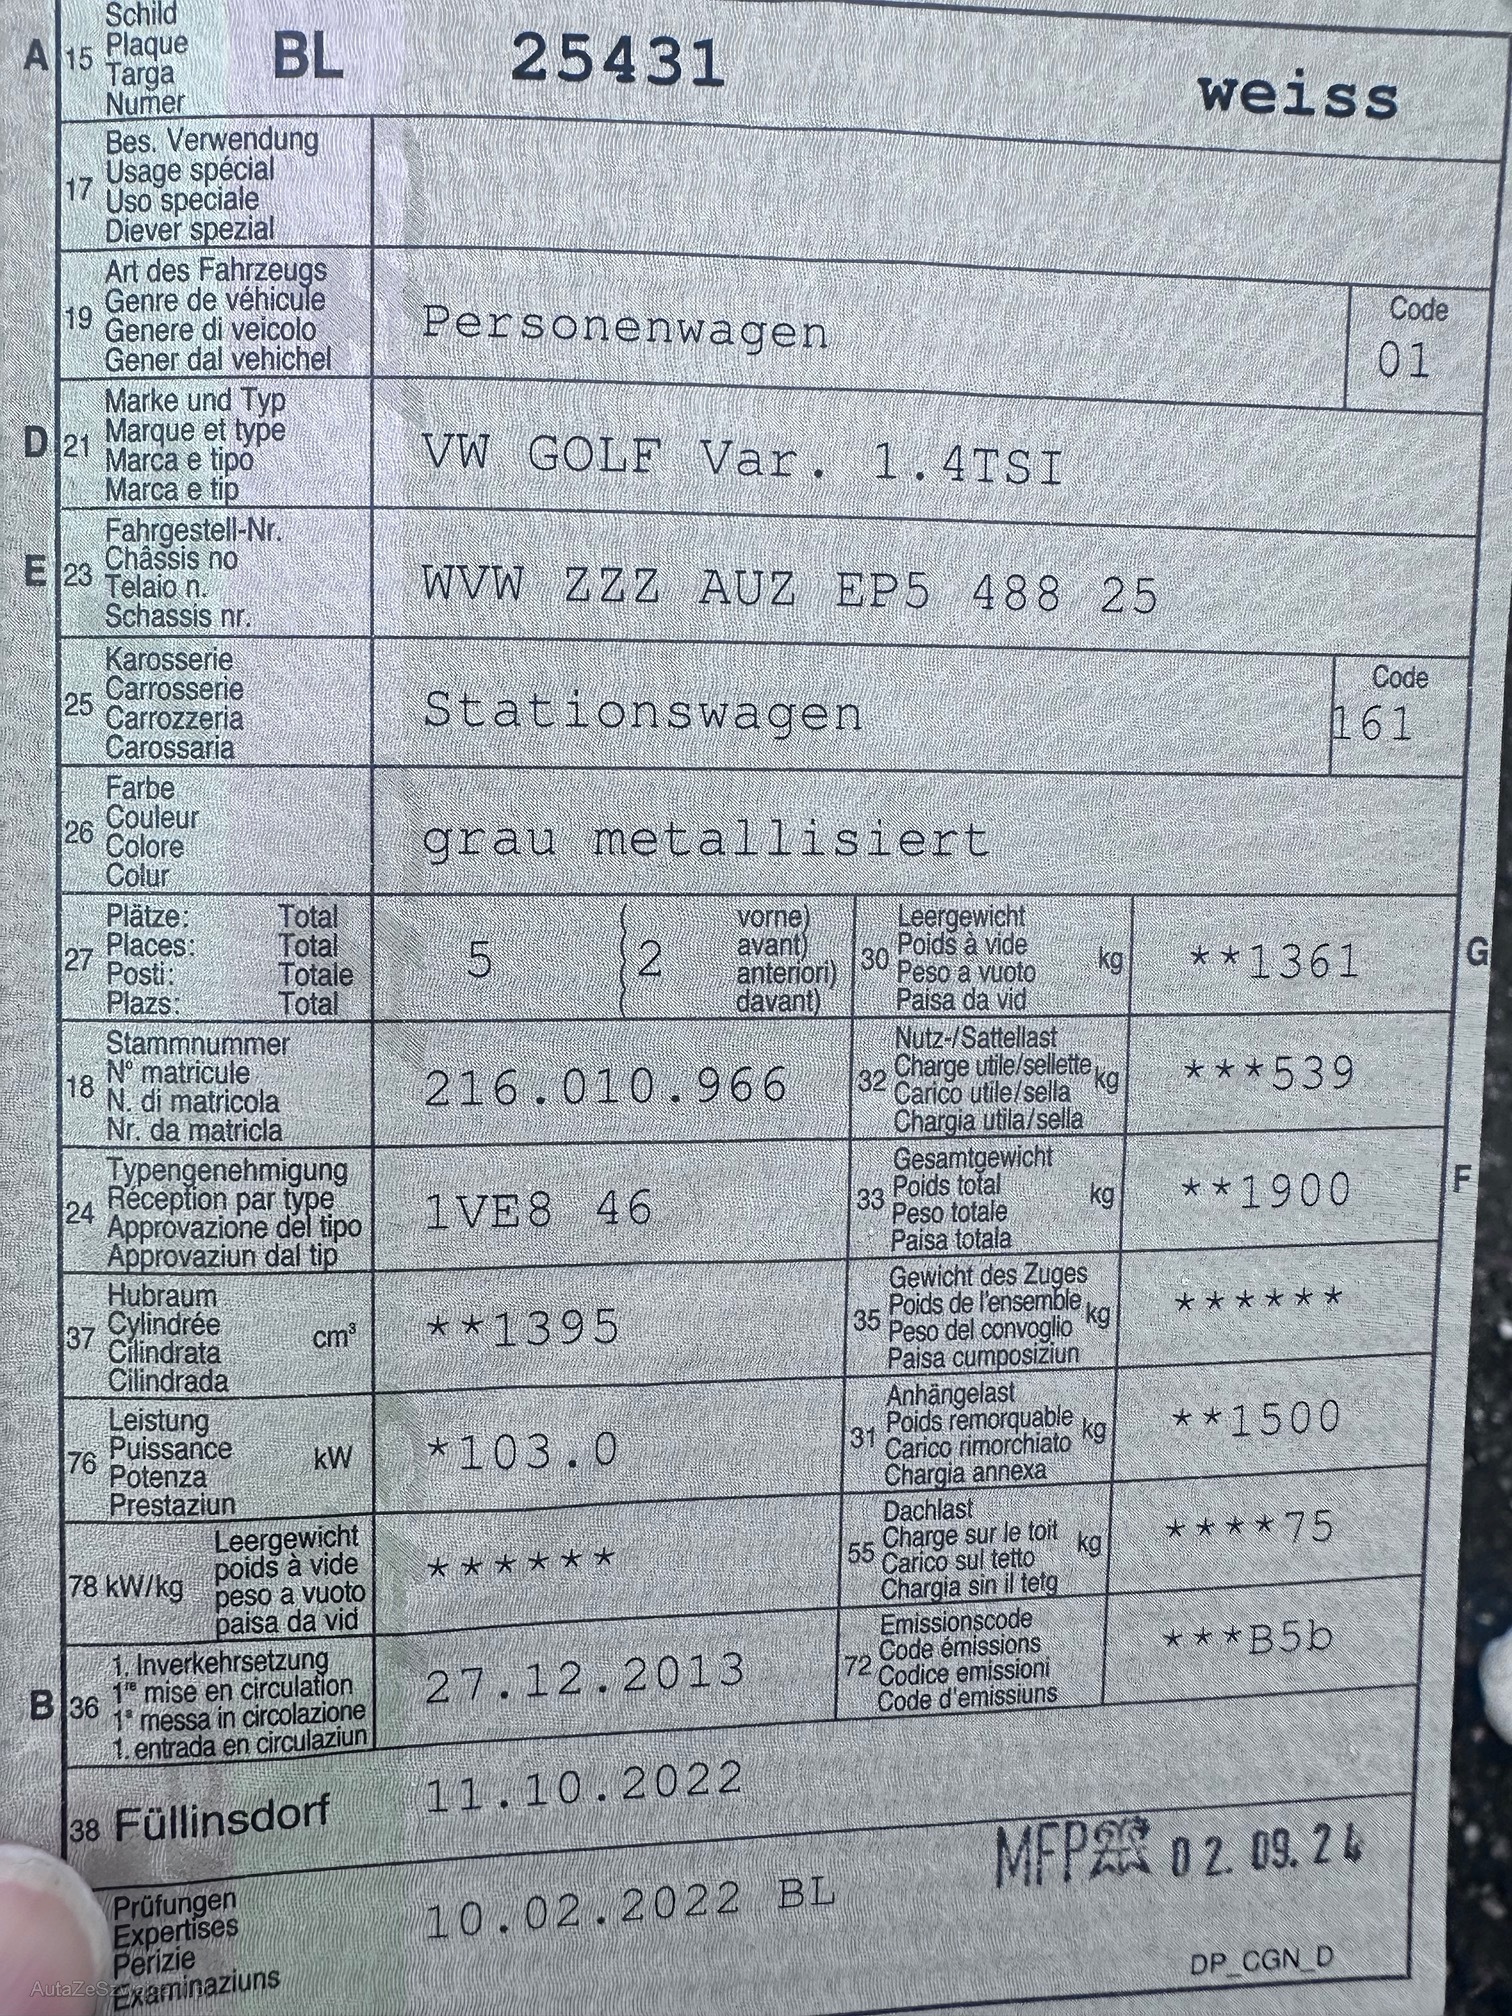 A 15 Schild Plaque Targa Numer BL 25431 weiss
17 Bes. Verwendung Usage spécial Uso speciale Diever spezial
19 Art des Fahrzeugs Genre de véhicule Genere di veicolo Gener dal vehichel Personenwagen Code 01
D 21 Marke und Typ Marque et type Marca e tipo Marca e tip VW GOLF Var. 1.4TSI
E 23 Fahrgestell-Nr. Châssis no Telaio n. Schassis nr. WVW ZZZ AUZ EP5 488 25
25 Karosserie Carrosserie Carrozzeria Carossaria Stationswagen Code 161
26 Farbe Couleur Colore Colur grau metallisiert
27 Plätze: Total Places: Total Posti: Totale Plazs: Total 5 (2 vorne) avant) anteriori) davant)
30 Leergewicht Poids à vide Peso a vuoto Paisa da vid kg **1361 G
18 Stammnummer N° matricule N. di matricola Nr. da matricla 216.010.966
32 Nutz-/Sattellast Charge utile/sellette Carico utile/sella Chargia utila/sella kg ***539
24 Typengenehmigung Réception par type Approvazione del tipo Approvaziun dal tip 1VE8 46
33 Gesamtgewicht Poids total Peso totale Paisa totala kg **1900 F
37 Hubraum Cylindrée Cilindrata Cilindrada cm³ **1395
35 Gewicht des Zuges Poids de l'ensemble Peso del convoglio Paisa cumposiziun kg ******
76 Leistung Puissance Potenza Prestaziun kW *103.0
31 Anhängelast Poids remorquable Carico rimorchiato Chargia annexa kg **1500
78 kW/kg Leergewicht poids à vide peso a vuoto paisa da vid ******
55 Dachlast Charge sur le toit Carico sul tetto Chargia sin il tetg kg ****75
B 36 1. Inverkehrsetzung 1re mise en circulation 1a messa in circolazione 1. entrada en circulaziun 27.12.2013
72 Emissionscode Code émissions Codice emissioni Code d'emissiuns ***B5b
38 Füllinsdorf 11.10.2022
Prüfungen Expertises Perizie Examinaziuns 10.02.2022 BL
MFP 02. 09. 24
DP_CGN_D